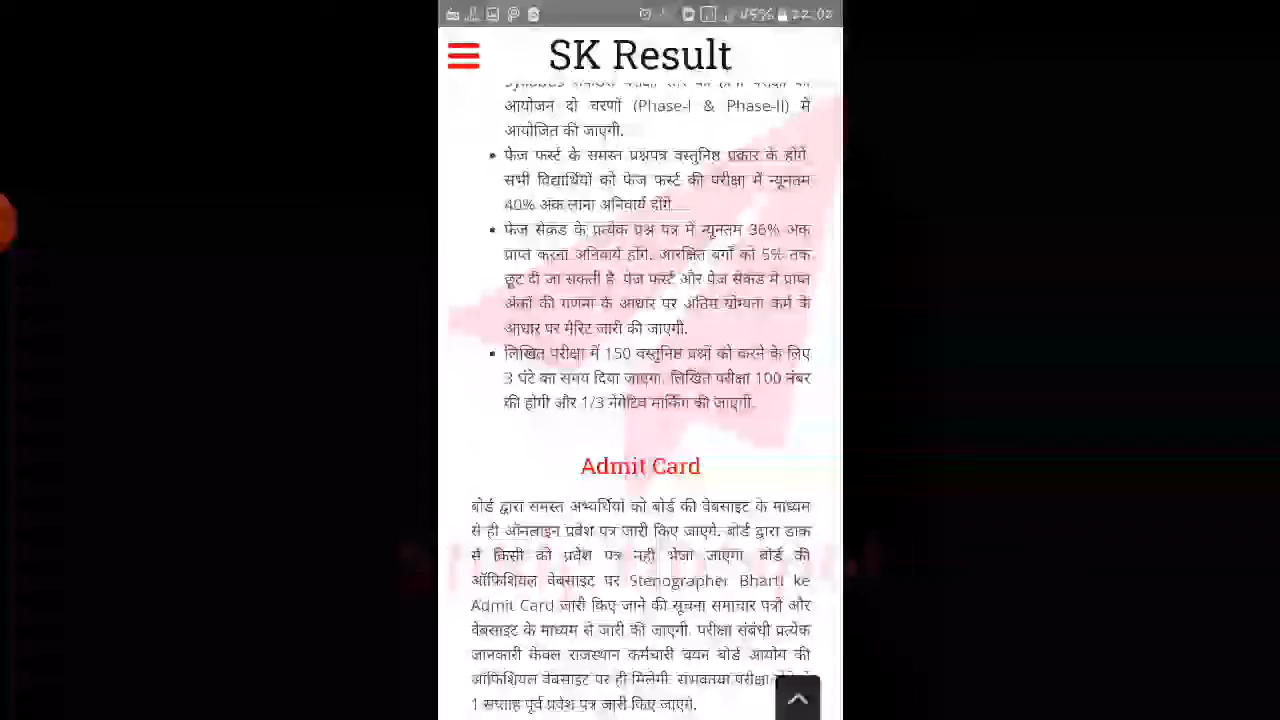 22:02
SK Result
आयोजन दो चरणों (Phase-I & Phase-II) में
आयोजित की जाएगी.
फेज फर्स्ट के समस्त प्रश्नपत्र वस्तुनिष्ठ प्रकार के होंगे
सभी विद्यार्थियों को फेज फर्स्ट की परीक्षा में न्यूनतम
40% अंक लाना अनिवार्य होंगे
फेज सेकंड के प्रत्येक प्रश्न पत्र में न्यूनतम 36% अंक
प्राप्त करना अनिवार्य होंगे. आरक्षित वर्गों को 5% तक
छूट दी जा सकती है पेज फर्स्ट और पेज सेकंड में प्राप्त
अंकों की गणना के आधार पर अंतिम योग्यता कर्म के
आधार पर मेरिट जारी की जाएगी.
लिखित परीक्षा में 150 वस्तुनिष्ठ प्रश्नों को करने के लिए
3 घंटे का समय दिया जाएगा. लिखित परीक्षा 100 नंबर
की होगी और 1/3 नेगेटिव मार्किंग की जाएगी.
Admit Card
बोर्ड द्वारा समस्त अभ्यर्थियों को बोर्ड की वेबसाइट के माध्यम
से ही ऑनलाइन प्रवेश पत्र जारी किए जाएंगे. बोर्ड द्वारा डाक
से किसी को प्रवेश पत्र नहीं भेजा जाएगा बोर्ड की
ऑफिशियल वेबसाइट पर Stenographer Bharti ke
Admit Card जारी किए जाने की सूचना समाचार पत्रों और
वेबसाइट के माध्यम से जारी की जाएगी. परीक्षा संबंधी प्रत्येक
जानकारी केवल राजस्थान कर्मचारी चयन बोर्ड आयोग की
ऑफिशियल वेबसाइट पर ही मिलेगी संभवतया परीक्षा
1 सप्ताह पूर्व प्रवेश पत्र जारी किए जाएंगे.